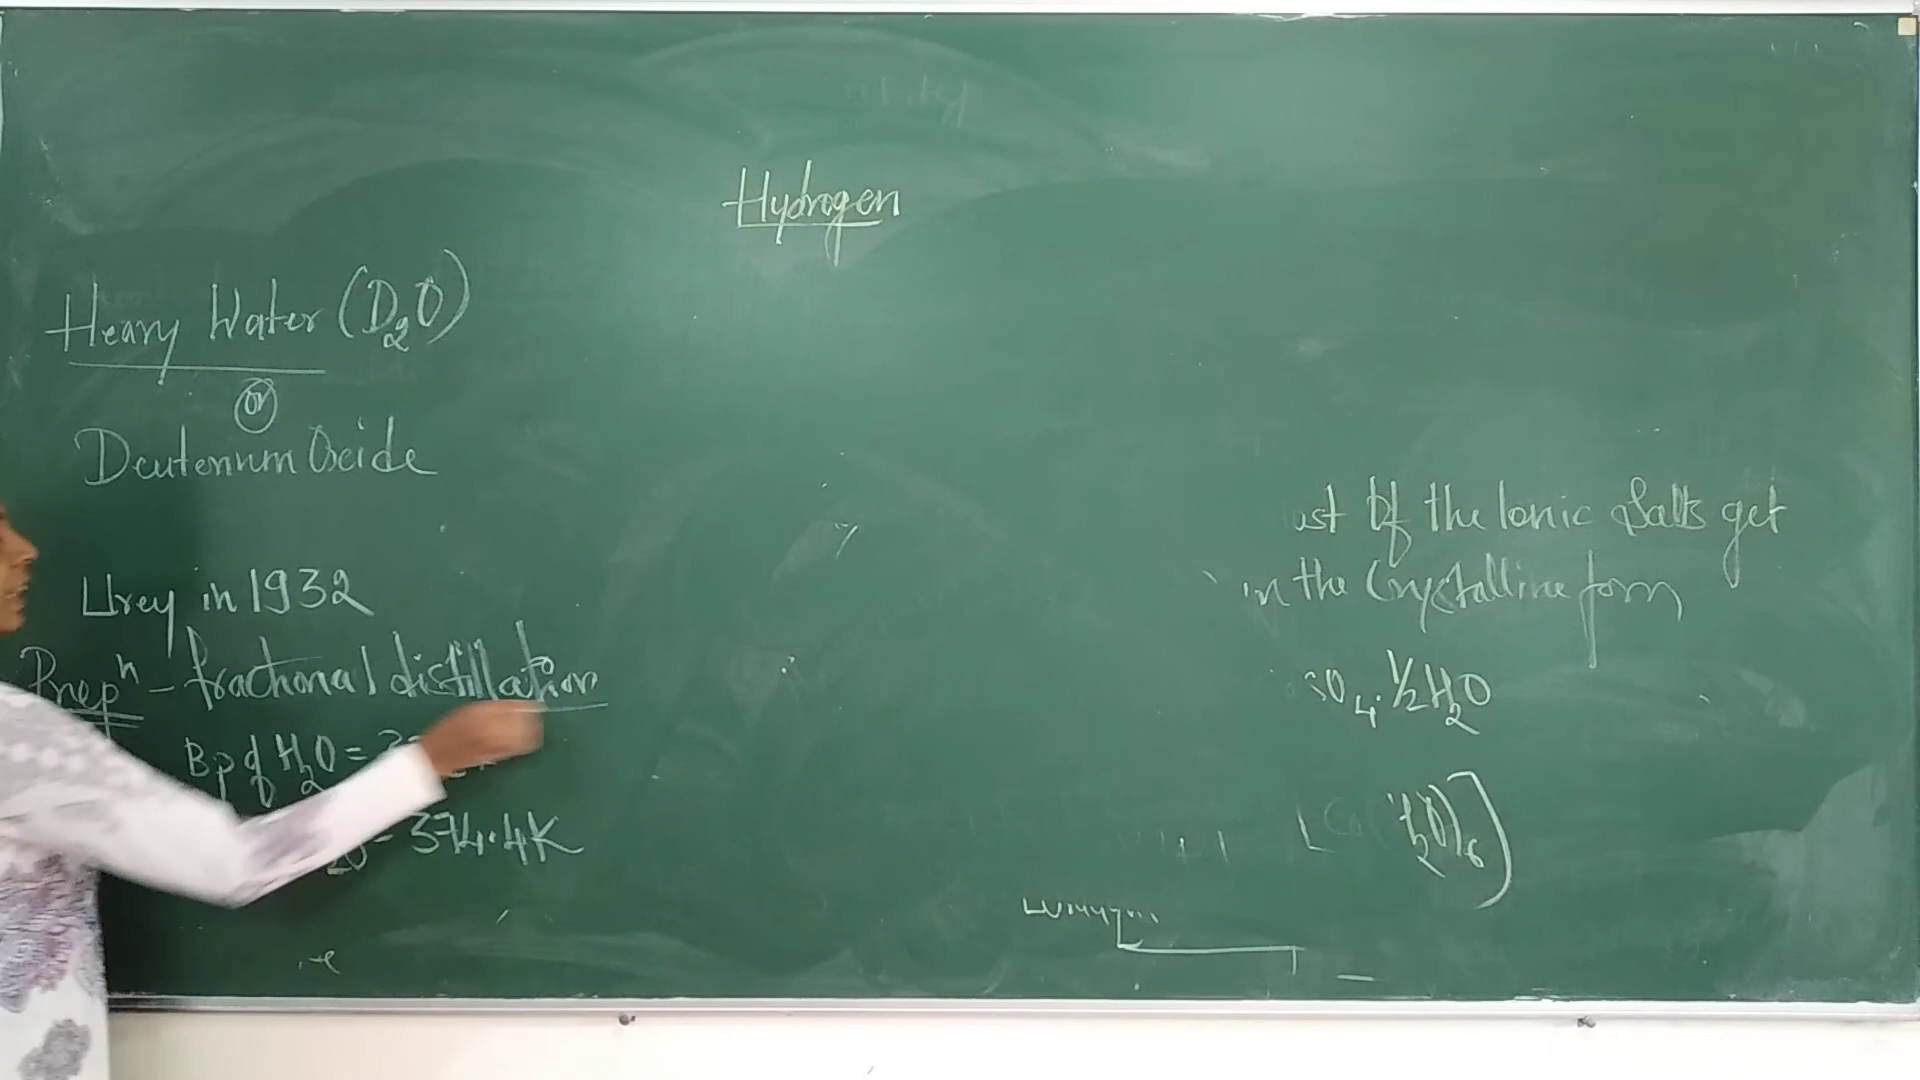 Hydrogen
Heavy Water (D₂O)
or
Deuterium Oxide
Urey in 1932
Prepⁿ - fractional distillation
Bp of H₂O = 
₂O = 374.4K
of the Ionic Salts get
in the Crystalline form
SO₄.½H₂O
H₂O)₆]